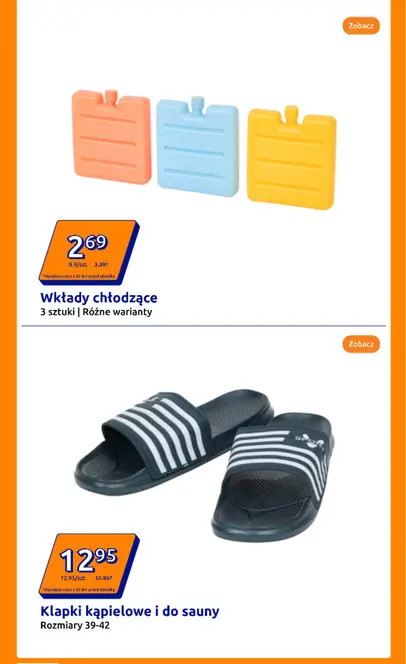 Zobacz
2.69
0.9/szt. 3.39*
*Najniższa cena z 30 dni przed obniżką
Wkłady chłodzące
3 sztuki | Różne warianty
Zobacz
12.95
12.95/szt. 17.95*
*Najniższa cena z 30 dni przed obniżką
Klapki kąpielowe i do sauny
Rozmiary 39-42